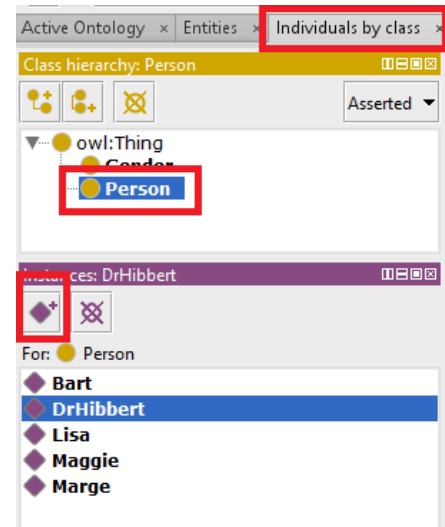 Active Ontology × Entities × Individuals by class ×
Class hierarchy: Person
Asserted
owl:Thing
Gender
Person
Instances: DrHibbert
For: Person
Bart
DrHibbert
Lisa
Maggie
Marge